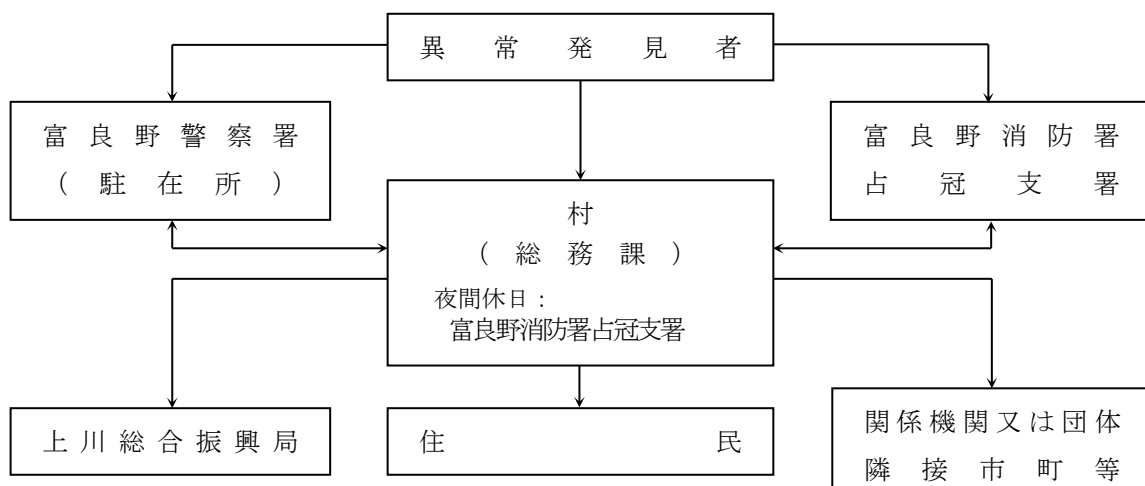 異常発見者
富良野警察署
（駐在所）
富良野消防署
占冠支署
村
（総務課）
夜間休日：
富良野消防署占冠支署
上川総合振興局
住民
関係機関又は団体
隣接市町等